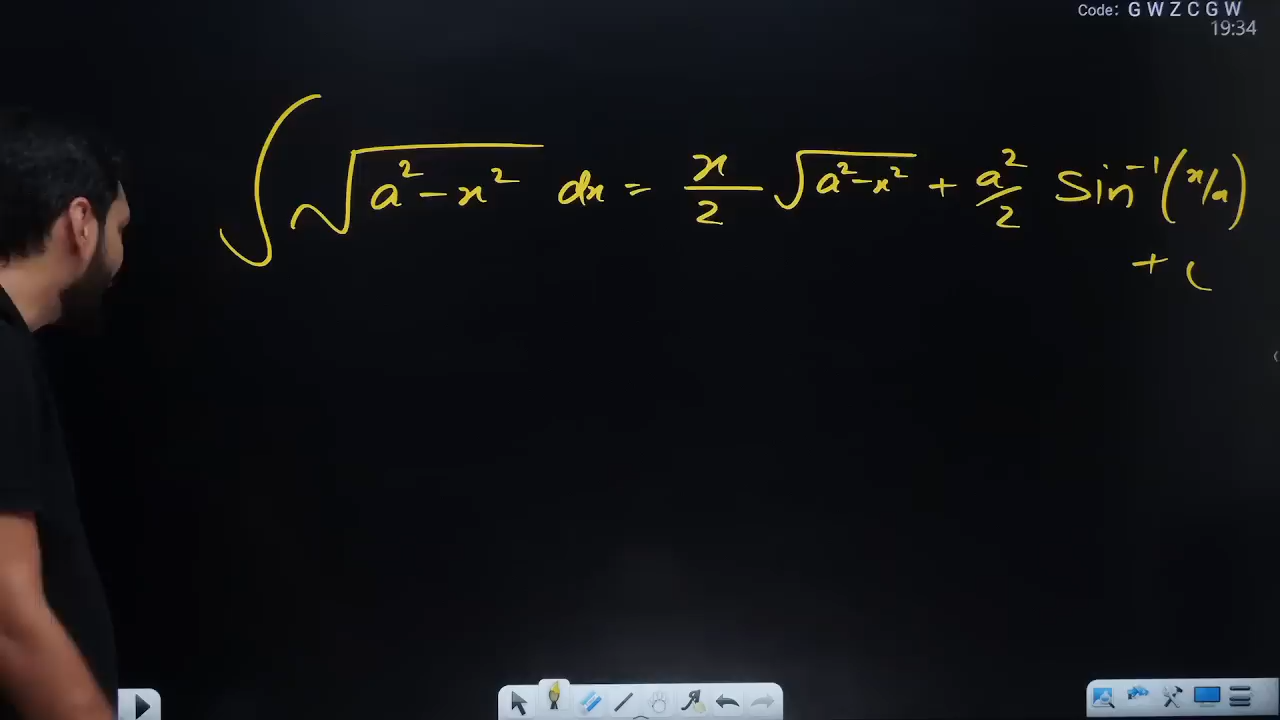 Code: G W Z C G W
19:34
∫ √(a² - x²) dx = x/2 √(a² - x²) + a²/2 Sin⁻¹(x/a)
+ C